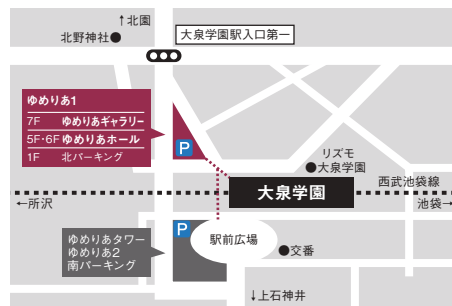 ↑北園
北野神社●
大泉学園駅入口第一
ゆめりあ1
7F ゆめりあギャラリー
5F・6F ゆめりあホール
1F 北パーキング
P
リズモ
●大泉学園
西武池袋線
大泉学園
←所沢
池袋→
P
ゆめりあタワー
ゆめりあ2
南パーキング
駅前広場
●交番
↓上石神井